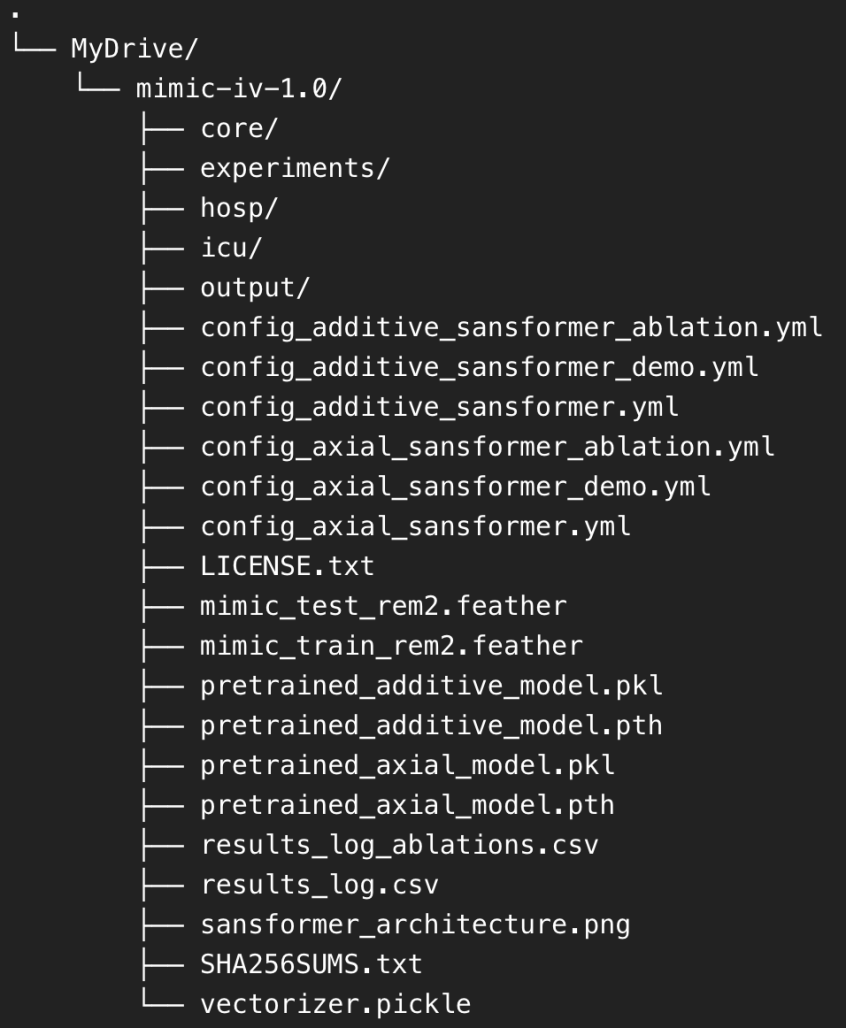 .
└── MyDrive/
    └── mimic-iv-1.0/
        ├── core/
        ├── experiments/
        ├── hosp/
        ├── icu/
        ├── output/
        ├── config_additive_sansformer_ablation.yml
        ├── config_additive_sansformer_demo.yml
        ├── config_additive_sansformer.yml
        ├── config_axial_sansformer_ablation.yml
        ├── config_axial_sansformer_demo.yml
        ├── config_axial_sansformer.yml
        ├── LICENSE.txt
        ├── mimic_test_rem2.feather
        ├── mimic_train_rem2.feather
        ├── pretrained_additive_model.pkl
        ├── pretrained_additive_model.pth
        ├── pretrained_axial_model.pkl
        ├── pretrained_axial_model.pth
        ├── results_log_ablations.csv
        ├── results_log.csv
        ├── sansformer_architecture.png
        ├── SHA256SUMS.txt
        └── vectorizer.pickle